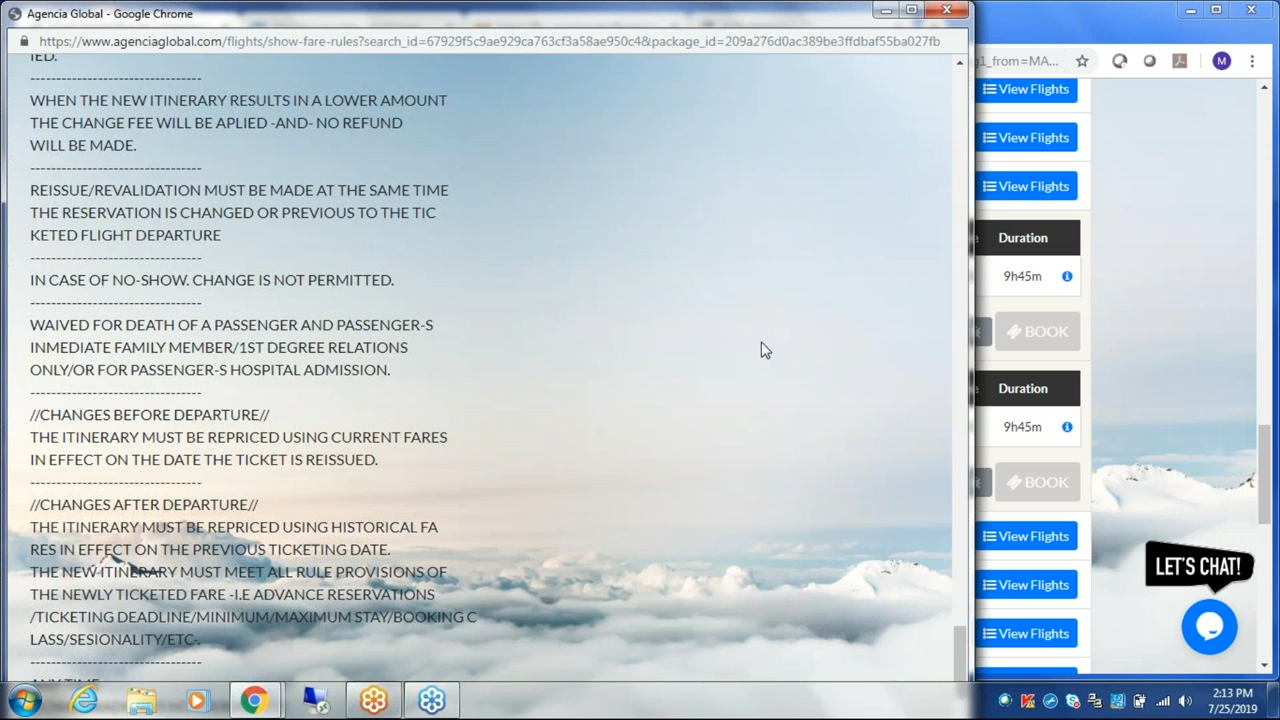 Agencia Global - Google Chrome
https://www.agenciaglobal.com/flights/show-fare-rules?search_id=67929f5c9ae929ca763cf3a58ae950c4&package_id=209a276d0ac389be3ffdbaf55ba027fb
IED.
----------------------------------
WHEN THE NEW ITINERARY RESULTS IN A LOWER AMOUNT
THE CHANGE FEE WILL BE APLIED -AND- NO REFUND
WILL BE MADE.
----------------------------------
REISSUE/REVALIDATION MUST BE MADE AT THE SAME TIME
THE RESERVATION IS CHANGED OR PREVIOUS TO THE TIC
KETED FLIGHT DEPARTURE
----------------------------------
IN CASE OF NO-SHOW. CHANGE IS NOT PERMITTED.
----------------------------------
WAIVED FOR DEATH OF A PASSENGER AND PASSENGER-S
INMEDIATE FAMILY MEMBER/1ST DEGREE RELATIONS
ONLY/OR FOR PASSENGER-S HOSPITAL ADMISSION.
----------------------------------
//CHANGES BEFORE DEPARTURE//
THE ITINERARY MUST BE REPRICED USING CURRENT FARES
IN EFFECT ON THE DATE THE TICKET IS REISSUED.
----------------------------------
//CHANGES AFTER DEPARTURE//
THE ITINERARY MUST BE REPRICED USING HISTORICAL FA
RES IN EFFECT ON THE PREVIOUS TICKETING DATE.
THE NEW ITINERARY MUST MEET ALL RULE PROVISIONS OF
THE NEWLY TICKETED FARE -I.E ADVANCE RESERVATIONS
/TICKETING DEADLINE/MINIMUM/MAXIMUM STAY/BOOKING C
LASS/SESIONALITY/ETC-.
----------------------------------
ANY TIME
g1_from=MA...
M
View Flights
View Flights
View Flights
Duration
9h45m
BOOK
Duration
9h45m
BOOK
View Flights
View Flights
View Flights
LET'S CHAT!
2:13 PM
7/25/2019